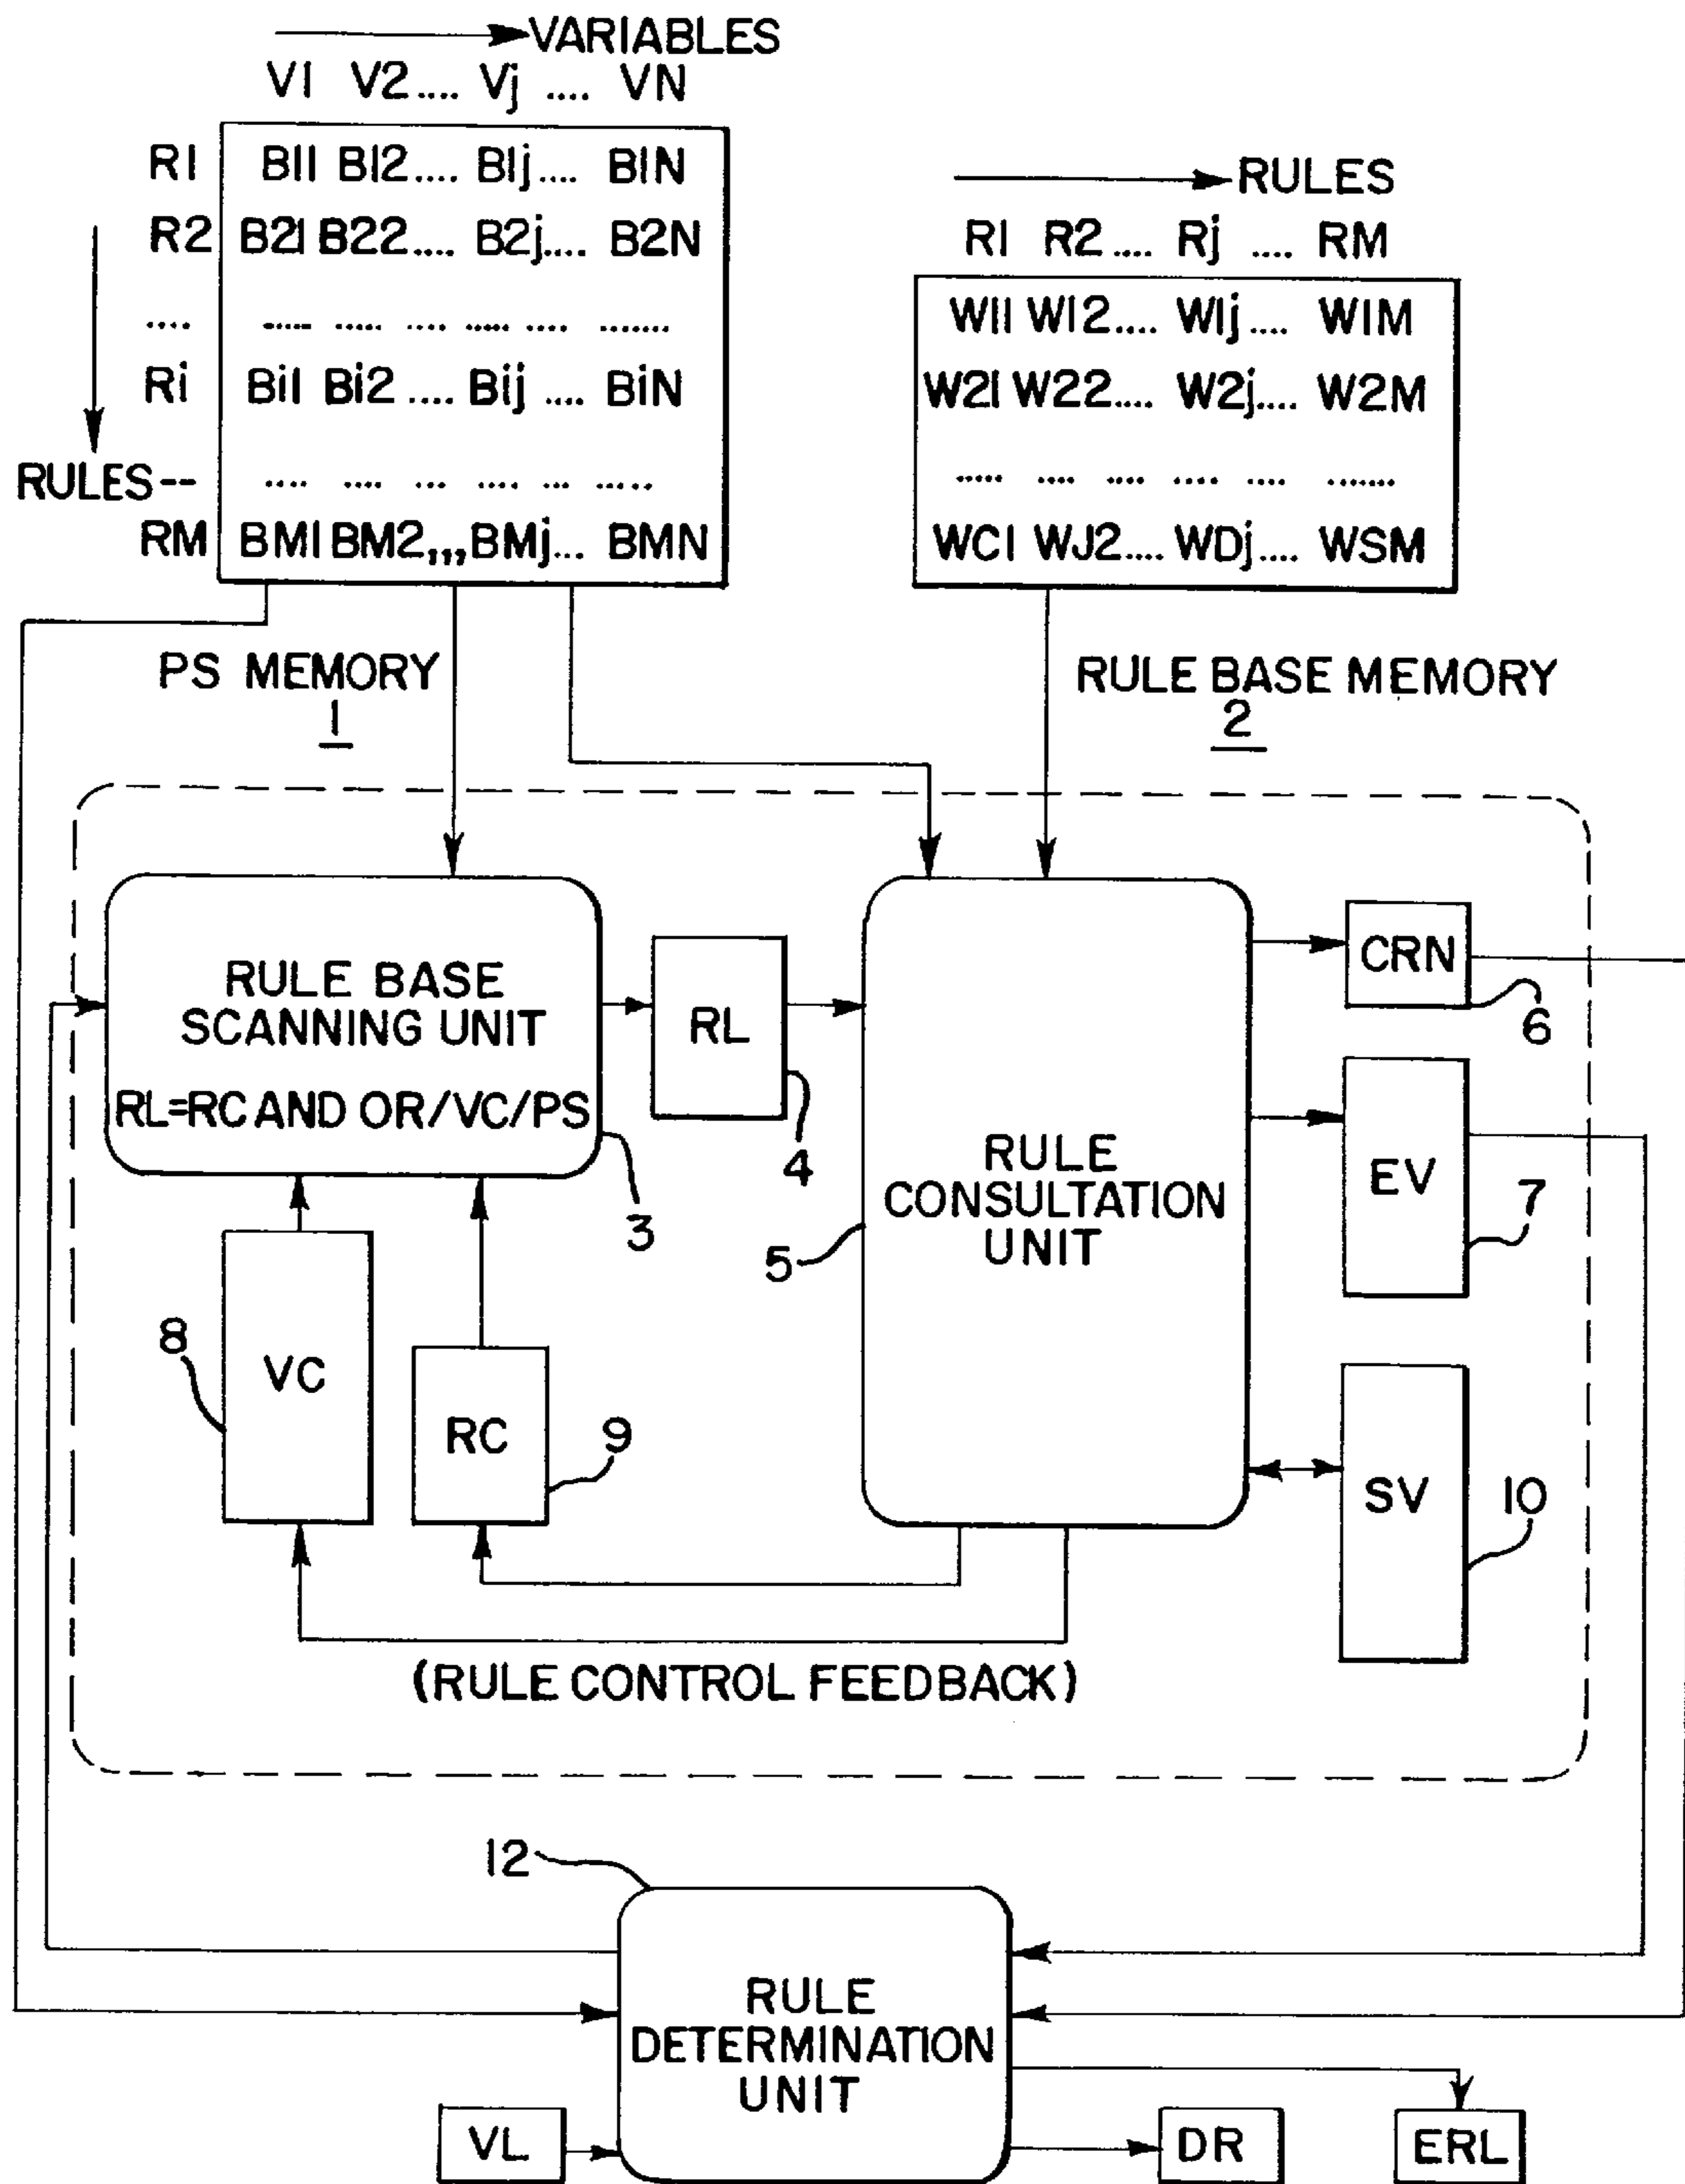 VARIABLES
V1 V2.... Vj .... VN
R1 B11 B12.... B1j.... B1N
R2 B21 B22.... B2j.... B2N
.... ..... ..... .... ..... .... .......
Ri Bi1 Bi2 .... Bij .... BiN
RULES-- .... .... ... .... ... .....
RM BM1 BM2,,, BMj... BMN
RULES
R1 R2 .... Rj .... RM
W11 W12.... W1j.... W1M
W21 W22.... W2j.... W2M
..... .... .... .... .... .......
WC1 WJ2.... WDj.... WSM
PS MEMORY
1
RULE BASE MEMORY
2
RULE BASE
SCANNING UNIT
RL=RC AND OR/VC/PS
3
RL
4
RULE
CONSULTATION
UNIT
5
CRN
6
EV
7
8
VC
RC
9
SV
10
(RULE CONTROL FEEDBACK)
12
RULE
DETERMINATION
UNIT
VL
DR
ERL